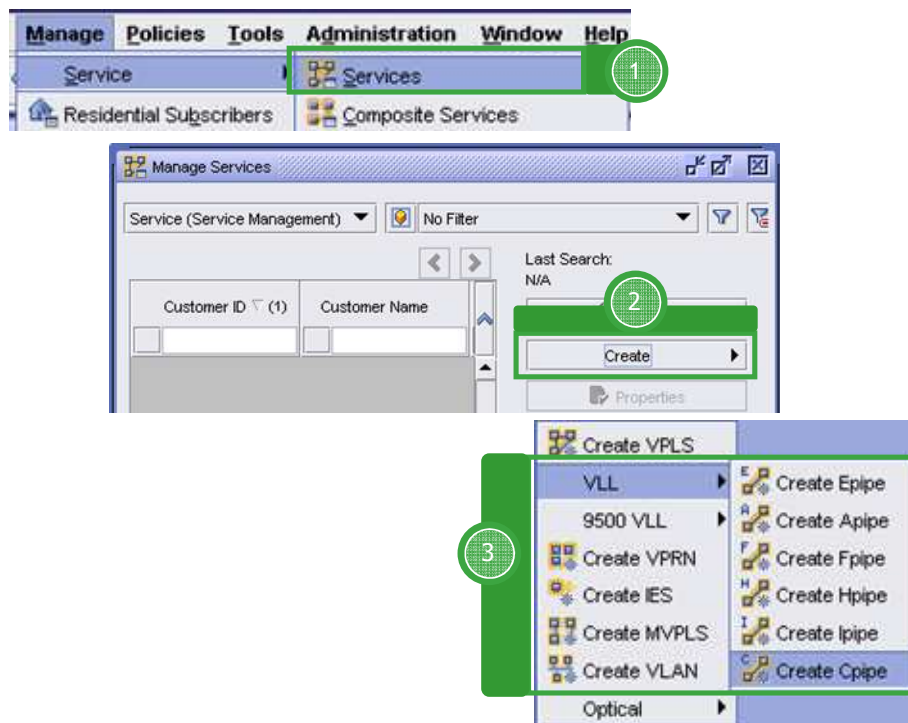 Manage Policies Tools Administration Window Help
Service
Services
1
Residential Subscribers
Composite Services
Manage Services
Service (Service Management)
No Filter
Last Search:
N/A
2
Customer ID (1)
Customer Name
Create
Properties
Create VPLS
VLL
E Create Epipe
9500 VLL
A Create Apipe
3
Create VPRN
F Create Fpipe
Create IES
H Create Hpipe
Create MVPLS
I Create Ipipe
Create VLAN
C Create Cpipe
Optical